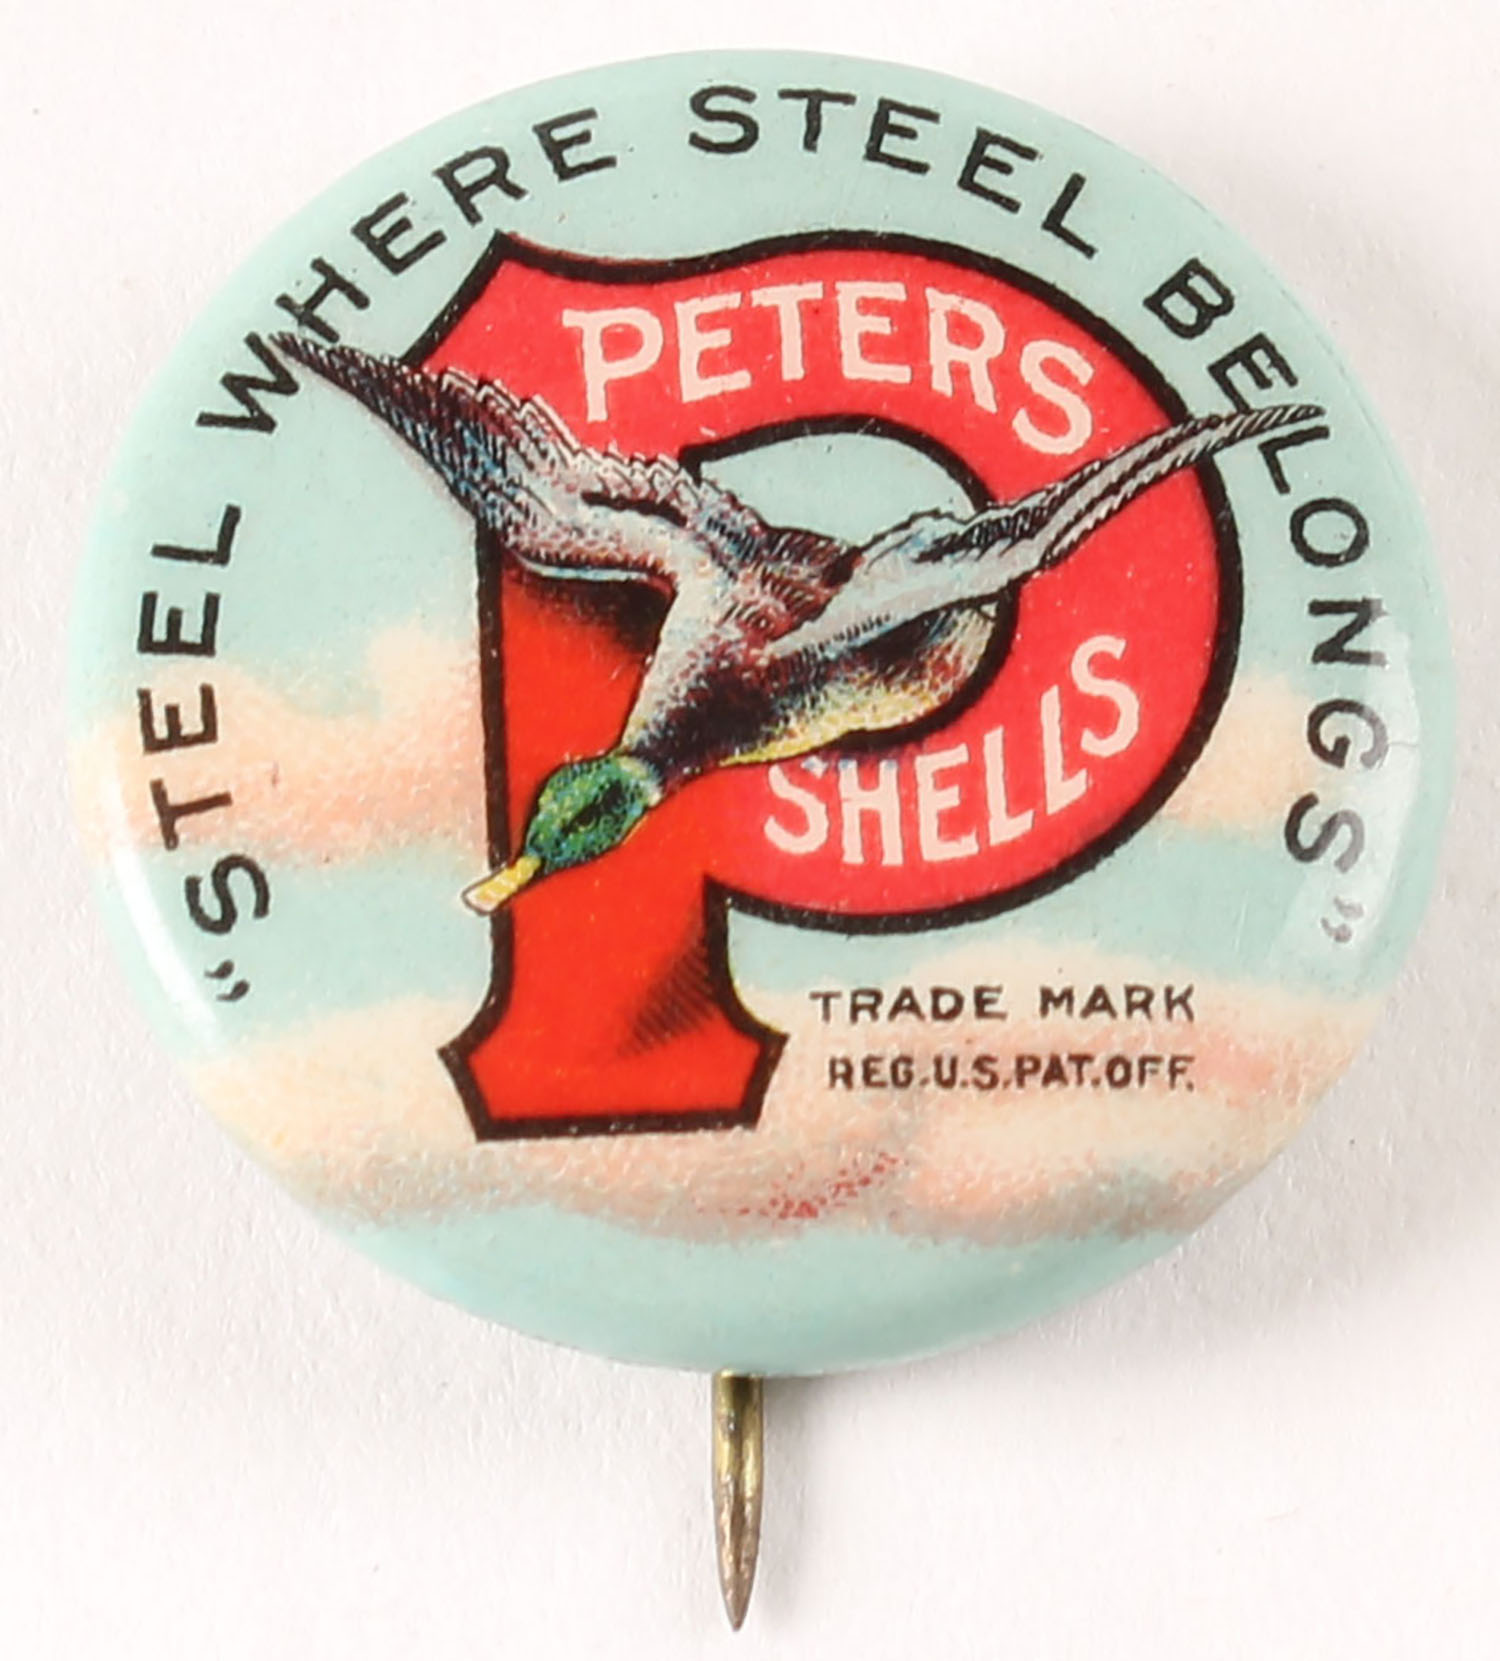 "STEEL WHERE STEEL BELONGS"
PETERS
SHELLS
TRADE MARK
REG.U.S.PAT.OFF.